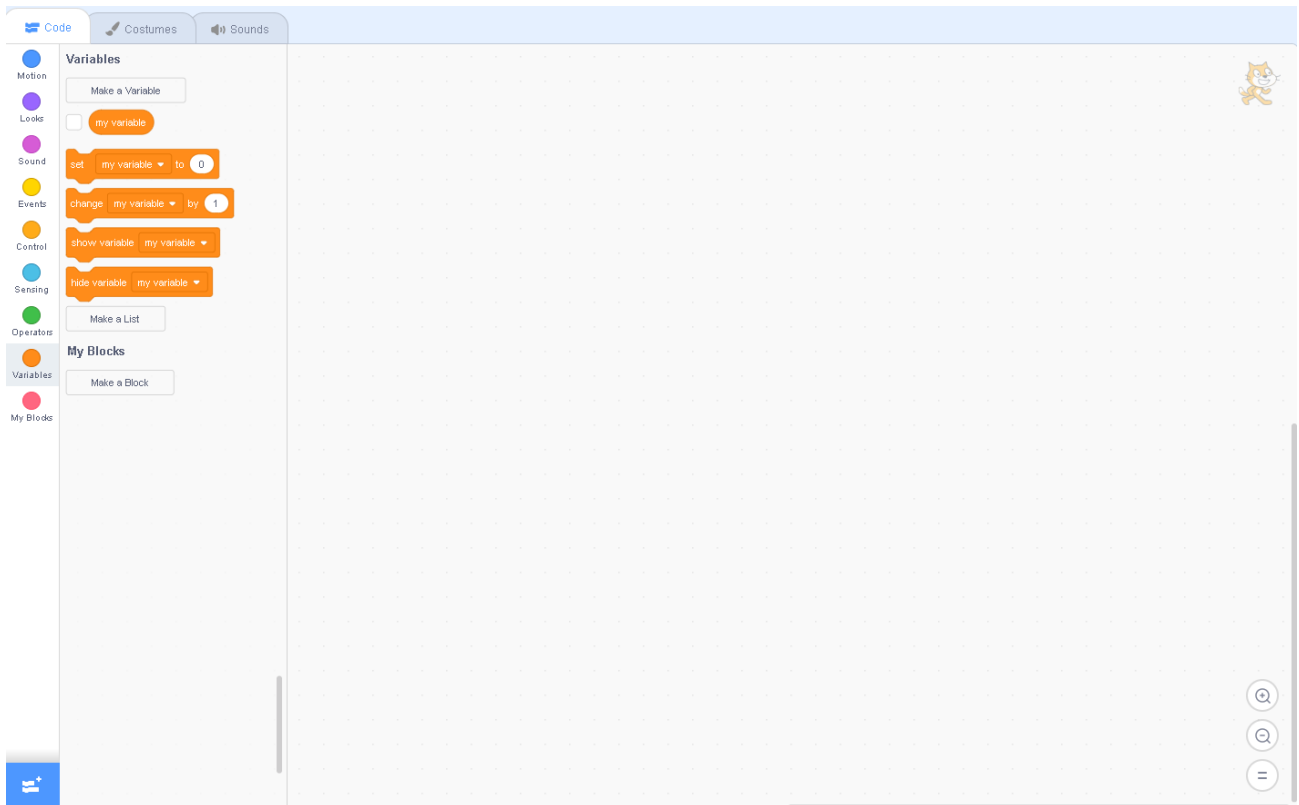 Code
Costumes
Sounds
Motion
Looks
Sound
Events
Control
Sensing
Operators
Variables
My Blocks
Variables
Make a Variable
my variable
set my variable to 0
change my variable by 1
show variable my variable
hide variable my variable
Make a List
My Blocks
Make a Block